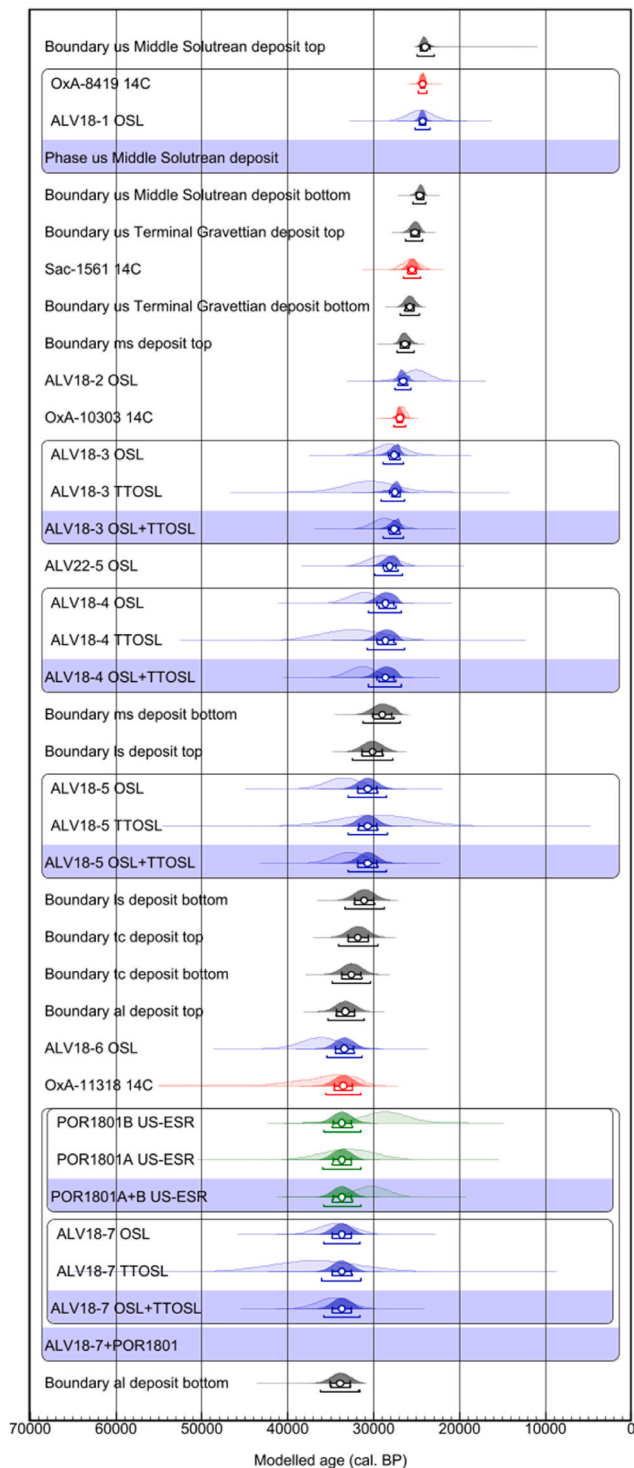 Boundary us Middle Solutrean deposit top
OxA-8419 14C
ALV18-1 OSL
Phase us Middle Solutrean deposit
Boundary us Middle Solutrean deposit bottom
Boundary us Terminal Gravettian deposit top
Sac-1561 14C
Boundary us Terminal Gravettian deposit bottom
Boundary ms deposit top
ALV18-2 OSL
OxA-10303 14C
ALV18-3 OSL
ALV18-3 TTOSL
ALV18-3 OSL+TTOSL
ALV22-5 OSL
ALV18-4 OSL
ALV18-4 TTOSL
ALV18-4 OSL+TTOSL
Boundary ms deposit bottom
Boundary ls deposit top
ALV18-5 OSL
ALV18-5 TTOSL
ALV18-5 OSL+TTOSL
Boundary ls deposit bottom
Boundary tc deposit top
Boundary tc deposit bottom
Boundary al deposit top
ALV18-6 OSL
OxA-11318 14C
POR1801B US-ESR
POR1801A US-ESR
POR1801A+B US-ESR
ALV18-7 OSL
ALV18-7 TTOSL
ALV18-7 OSL+TTOSL
ALV18-7+POR1801
Boundary al deposit bottom
70000 60000 50000 40000 30000 20000 10000 0
Modelled age (cal. BP)